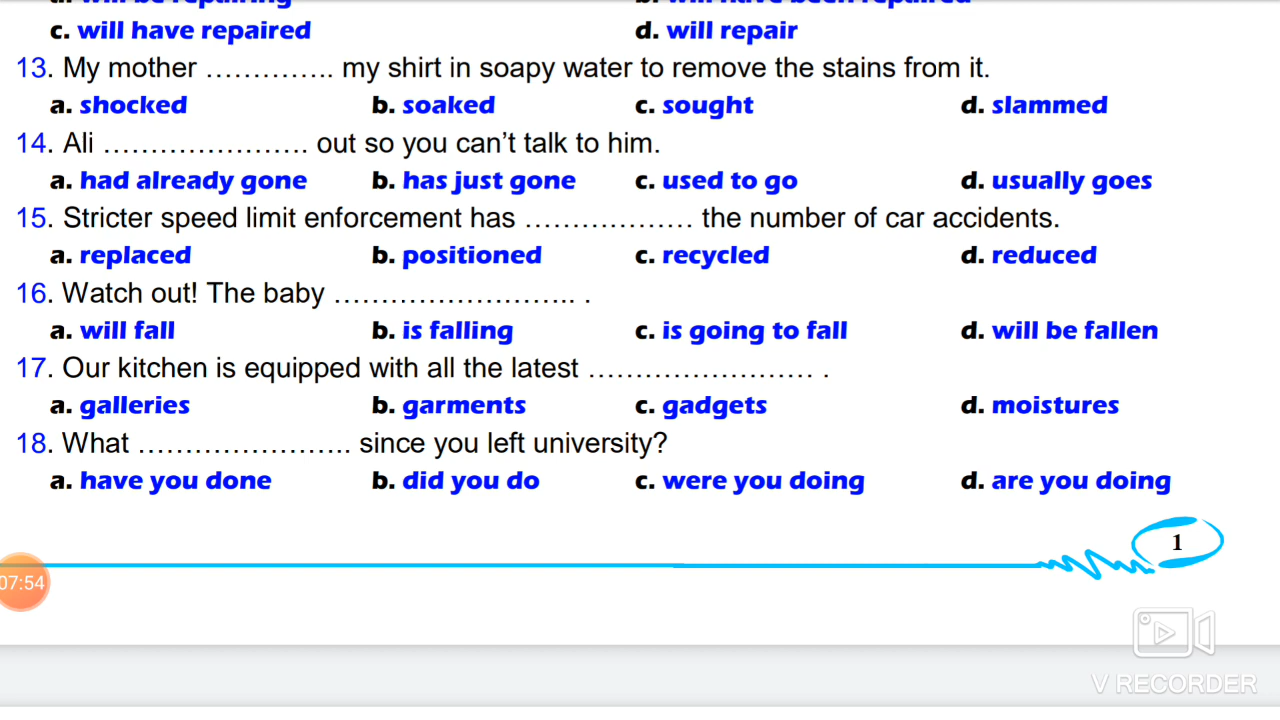 c. will have repaired d. will repair
13. My mother ………….. my shirt in soapy water to remove the stains from it.
a. shocked b. soaked c. sought d. slammed
14. Ali …………………. out so you can’t talk to him.
a. had already gone b. has just gone c. used to go d. usually goes
15. Stricter speed limit enforcement has ……………… the number of car accidents.
a. replaced b. positioned c. recycled d. reduced
16. Watch out! The baby …………………….. .
a. will fall b. is falling c. is going to fall d. will be fallen
17. Our kitchen is equipped with all the latest …………………… .
a. galleries b. garments c. gadgets d. moistures
18. What …………………. since you left university?
a. have you done b. did you do c. were you doing d. are you doing
1
07:54
V RECORDER